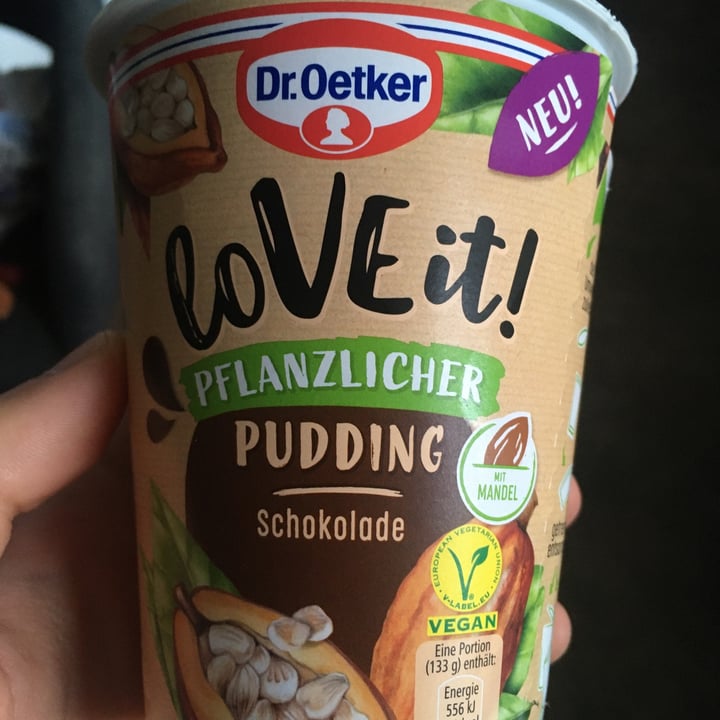 Dr. Oetker
NEU!
loVE it!
PFLANZLICHER
PUDDING
Schokolade
MIT
MANDEL
EUROPEAN VEGETARIAN UNION
V-LABEL.EU
VEGAN
Eine Portion
(133 g) enthält:
Energie
556 kJ